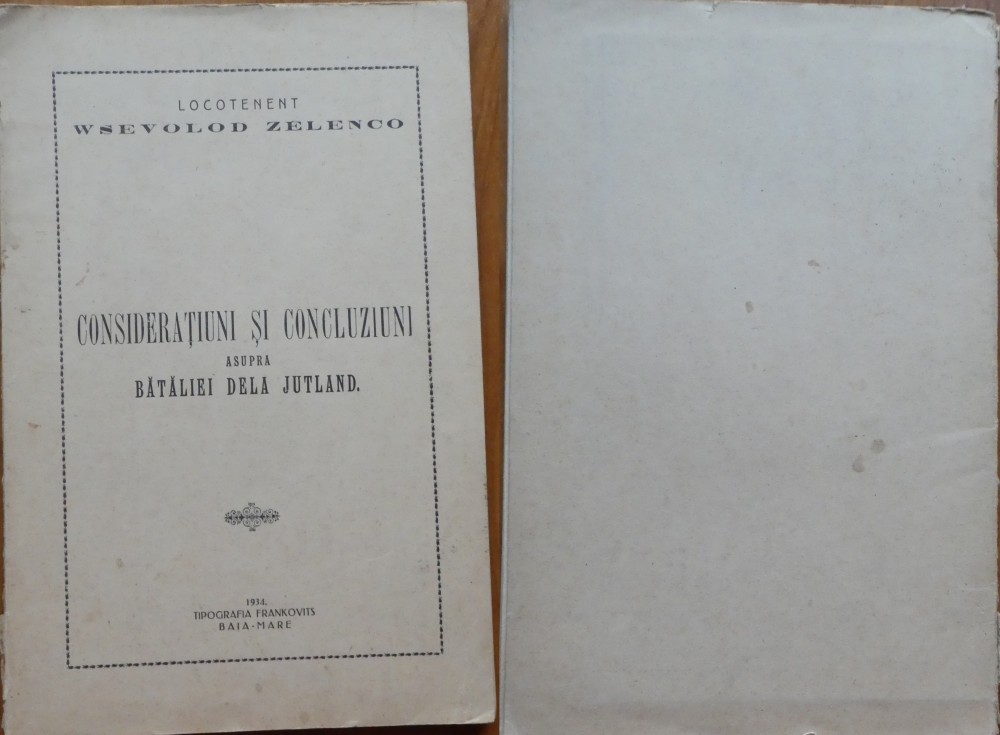 LOCOTENENT
WSEVOLOD ZELENCO
CONSIDERAȚIUNI ȘI CONCLUZIUNI
ASUPRA
BĂTĂLIEI DELA JUTLAND.
1934.
TIPOGRAFIA FRANKOVITS
BAIA-MARE